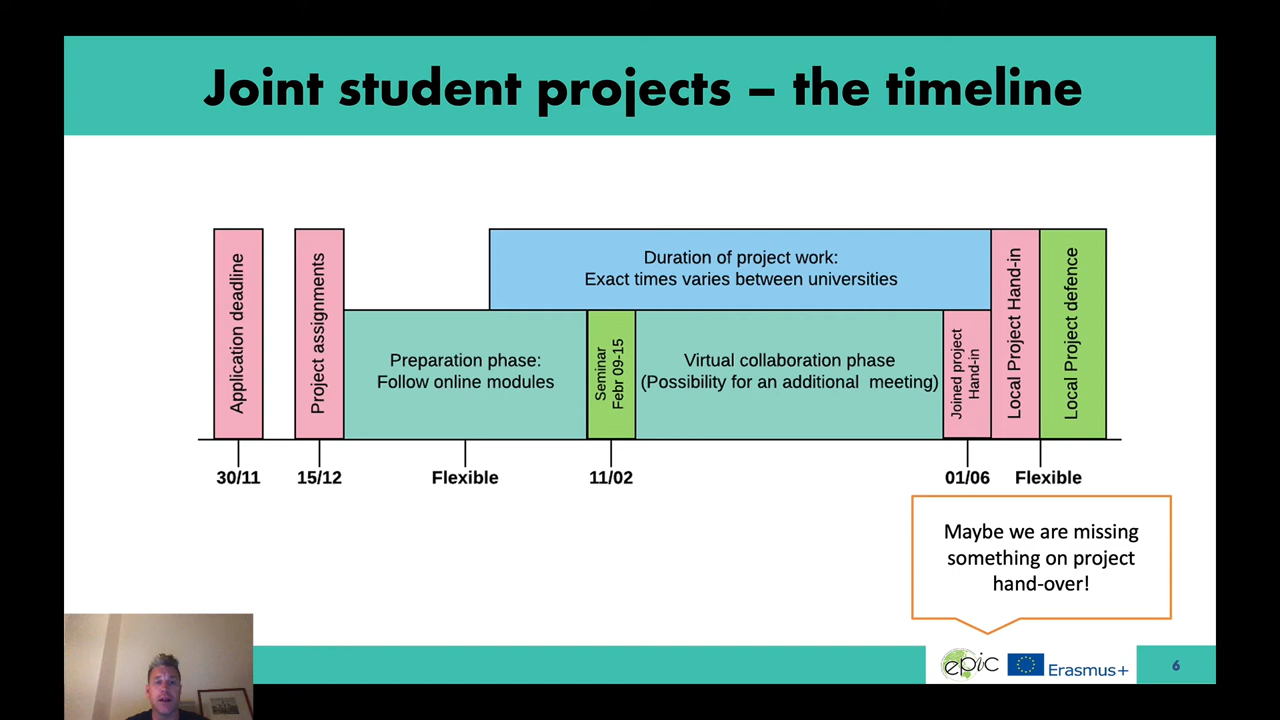 Joint student projects – the timeline
Application deadline
Project assignments
Duration of project work:
Exact times varies between universities
Preparation phase:
Follow online modules
Seminar
Febr 09-15
Virtual collaboration phase
(Possibility for an additional meeting)
Joined project
Hand-in
Local Project Hand-in
Local Project defence
30/11
15/12
Flexible
11/02
01/06
Flexible
Maybe we are missing
something on project
hand-over!
epic
Erasmus+
6